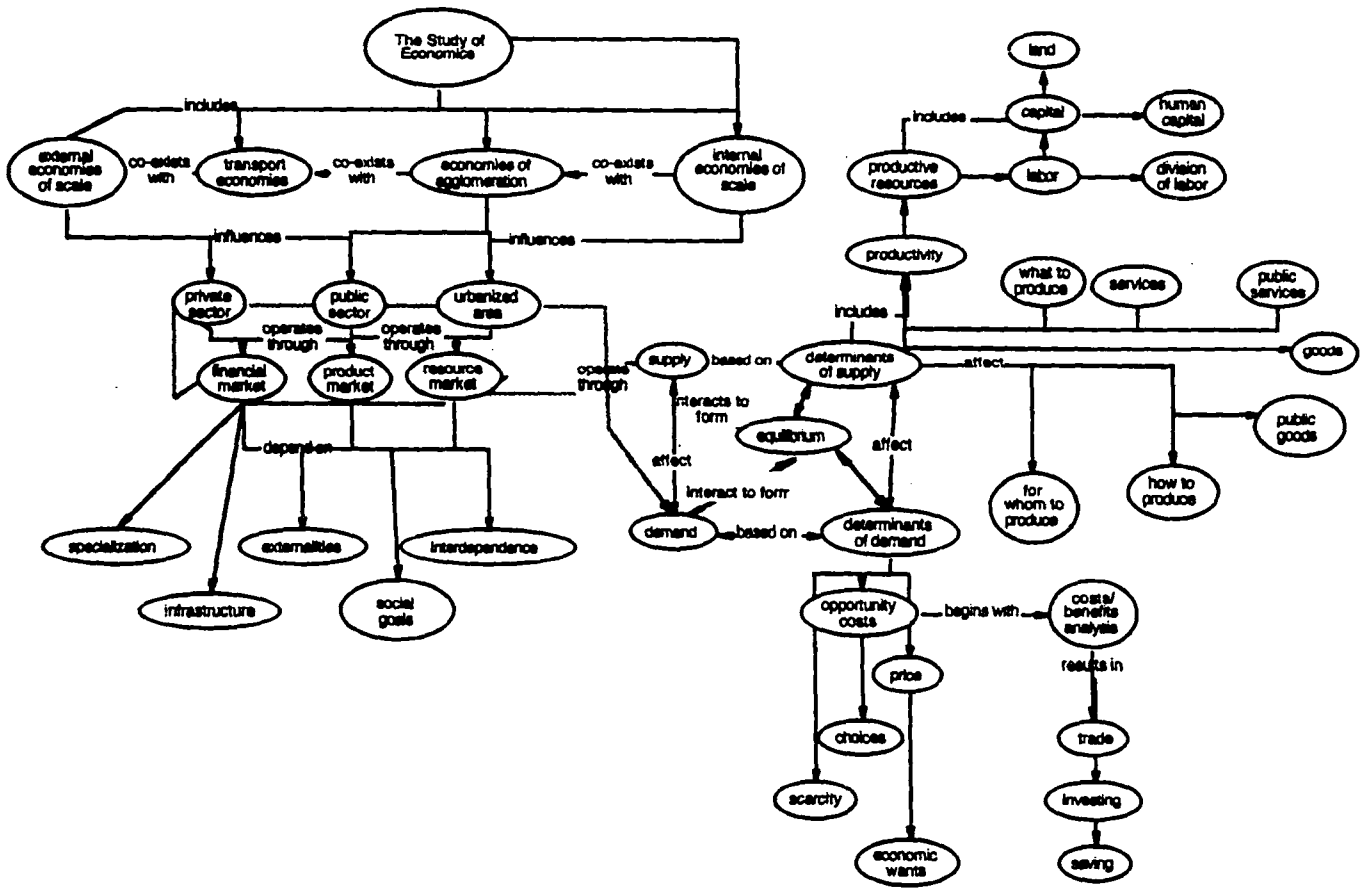 The Study of
Economics
includes
external
economies
of scale
co-exists
with
transport
economies
co-exists
with
economies of
agglomeration
co-exists
with
internal
economies of
scale
influences
influences
private
sector
public
sector
urbanized
area
operates
through
operates
through
financial
market
product
market
resource
market
depend on
specialization
externalities
interdependence
infrastructure
social
goals
operate
through
supply
based on
determinants
of supply
includes
interacts to
form
equilibrium
affect
affect
interact to form
demand
based on
determinants
of demand
land
includes
capital
human
capital
productive
resources
labor
division
of labor
productivity
what to
produce
services
public
services
goods
affect
public
goods
for
whom to
produce
how to
produce
opportunity
costs
begins with
costs/
benefits
analysis
results in
price
choices
trade
scarcity
investing
economic
wants
saving